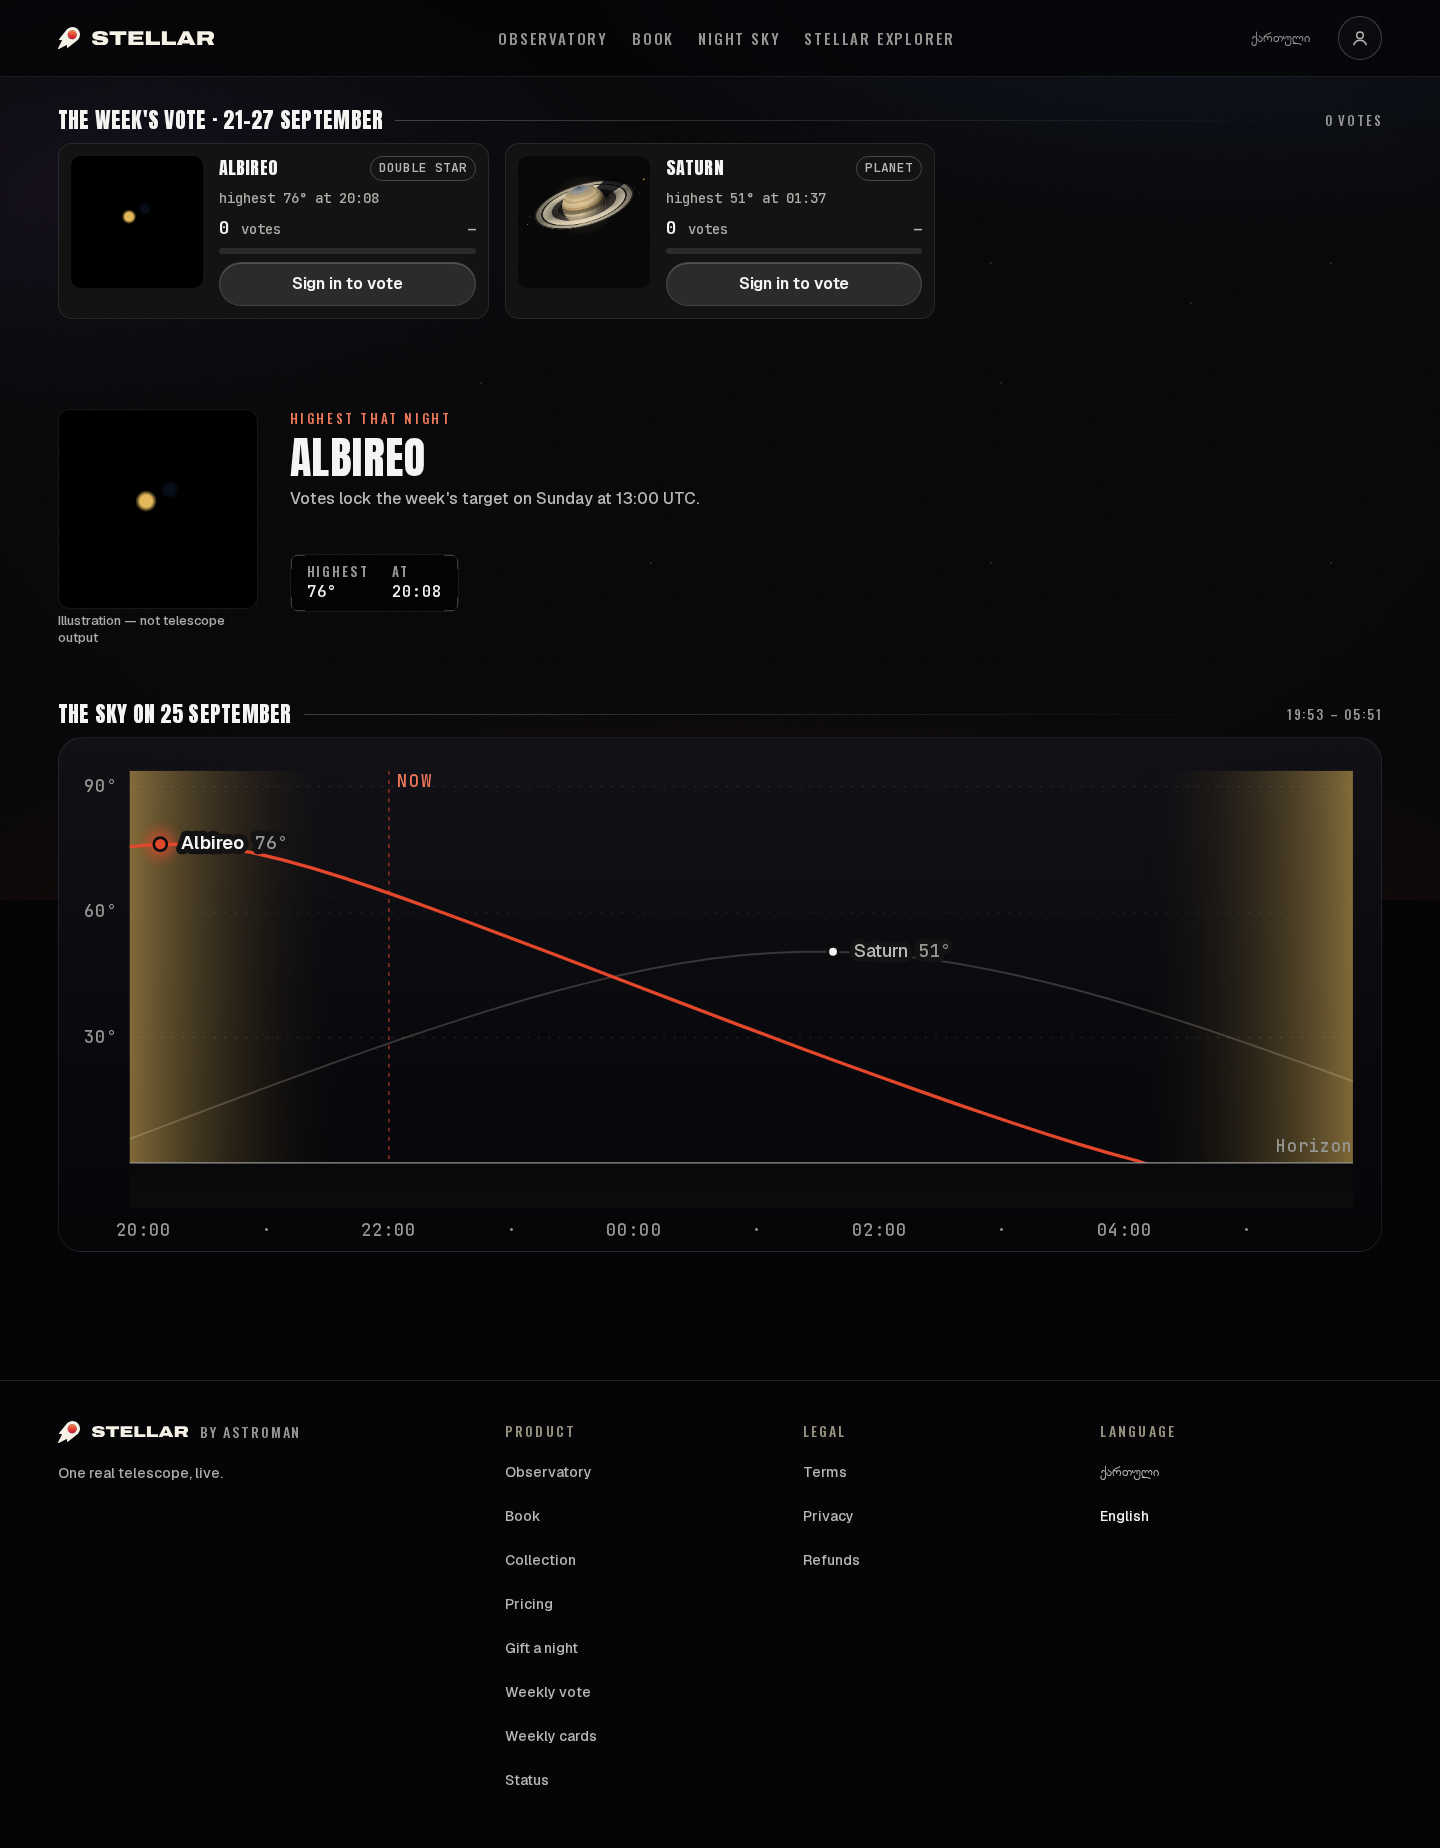 STELLAR
OBSERVATORY BOOK NIGHT SKY STELLAR EXPLORER
ქართული
THE WEEK'S VOTE · 21–27 SEPTEMBER
0 VOTES
ALBIREO
DOUBLE STAR
highest 76° at 20:08
0 votes –
Sign in to vote
SATURN
PLANET
highest 51° at 01:37
0 votes –
Sign in to vote
HIGHEST THAT NIGHT
ALBIREO
Votes lock the week's target on Sunday at 13:00 UTC.
HIGHEST AT
76° 20:08
Illustration — not telescope
output
THE SKY ON 25 SEPTEMBER
19:53 – 05:51
90°
NOW
Albireo 76°
60°
Saturn 51°
30°
Horizon
20:00 · 22:00 · 00:00 · 02:00 · 04:00 ·
STELLAR BY ASTROMAN
One real telescope, live.
PRODUCT
Observatory
Book
Collection
Pricing
Gift a night
Weekly vote
Weekly cards
Status
LEGAL
Terms
Privacy
Refunds
LANGUAGE
ქართული
English